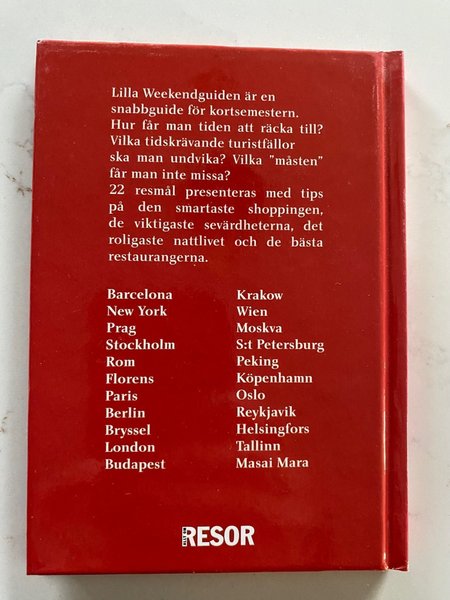 Lilla Weekendguiden är en
snabbguide för kortsemestern.
Hur får man tiden att räcka till?
Vilka tidskrävande turistfällor
ska man undvika? Vilka "måsten"
får man inte missa?
22 resmål presenteras med tips
på den smartaste shoppingen,
de viktigaste sevärdheterna, det
roligaste nattlivet och de bästa
restaurangerna.
Barcelona
New York
Prag
Stockholm
Rom
Florens
Paris
Berlin
Bryssel
London
Budapest
Krakow
Wien
Moskva
S:t Petersburg
Peking
Köpenhamn
Oslo
Reykjavik
Helsingfors
Tallinn
Masai Mara
ALLT OM RESOR